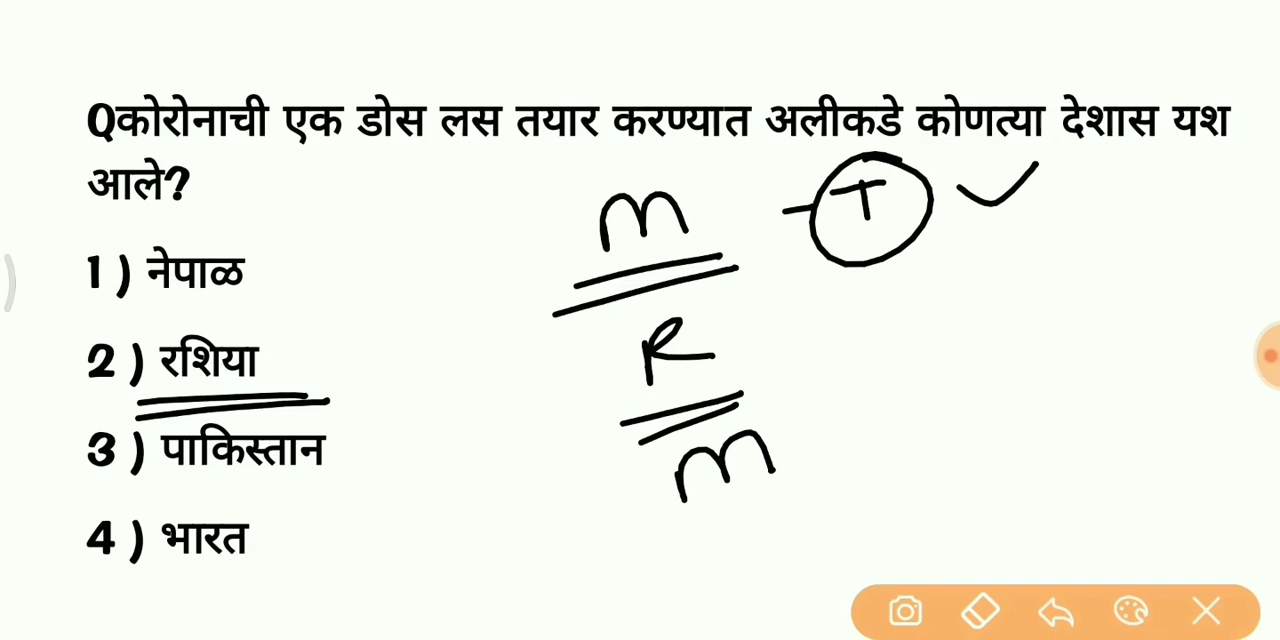 Qकोरोनाची एक डोस लस तयार करण्यात अलीकडे कोणत्या देशास यश
आले?
m - T
1 ) नेपाळ
2 ) रशिया
R
3 ) पाकिस्तान
m
4 ) भारत